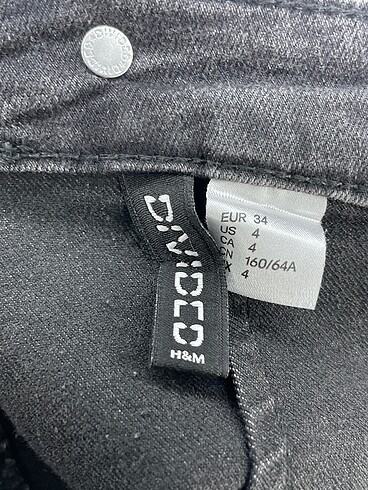 DIVIDED
H&M
EUR 34
US 4
CA 4
CN 160/64A
4